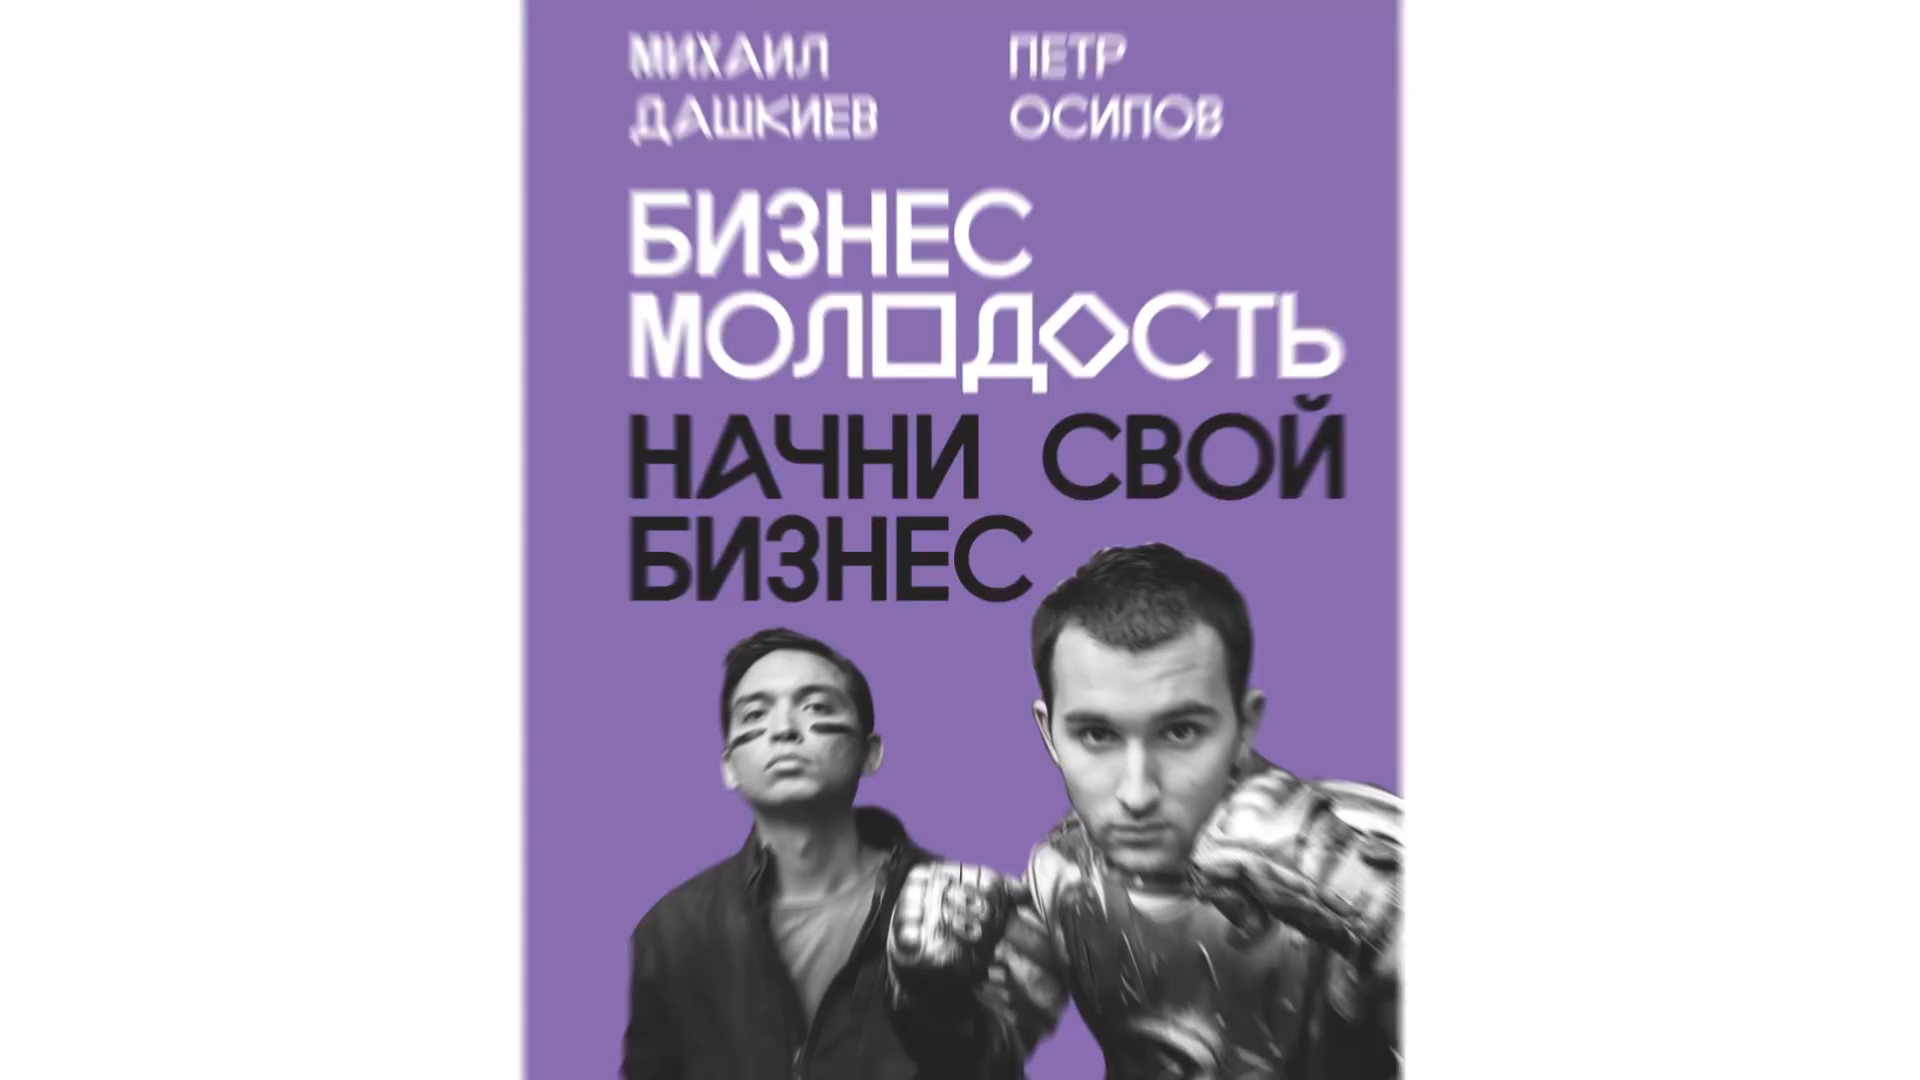 МИХАИЛ
ДАШКИЕВ
ПЕТР
ОСИПОВ
БИЗНЕС
МОЛОДОСТЬ
НАЧНИ СВОЙ
БИЗНЕС